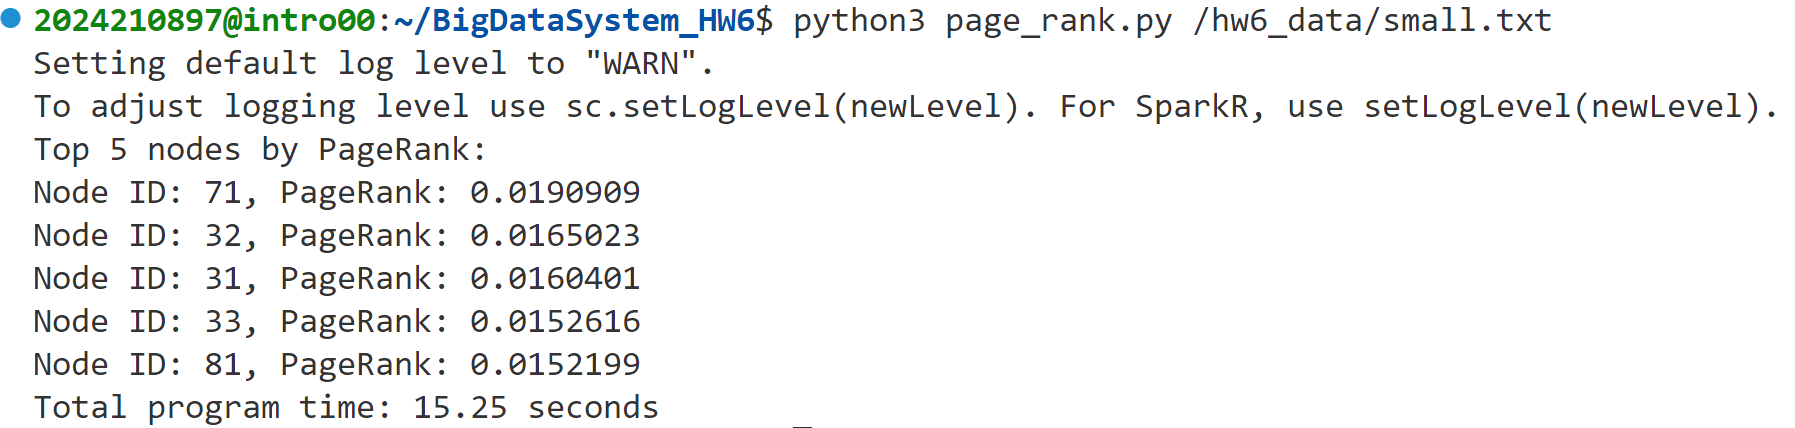 2024210897@intro00:~/BigDataSystem_HW6$ python3 page_rank.py /hw6_data/small.txt
Setting default log level to "WARN".
To adjust logging level use sc.setLogLevel(newLevel). For SparkR, use setLogLevel(newLevel).
Top 5 nodes by PageRank:
Node ID: 71, PageRank: 0.0190909
Node ID: 32, PageRank: 0.0165023
Node ID: 31, PageRank: 0.0160401
Node ID: 33, PageRank: 0.0152616
Node ID: 81, PageRank: 0.0152199
Total program time: 15.25 seconds